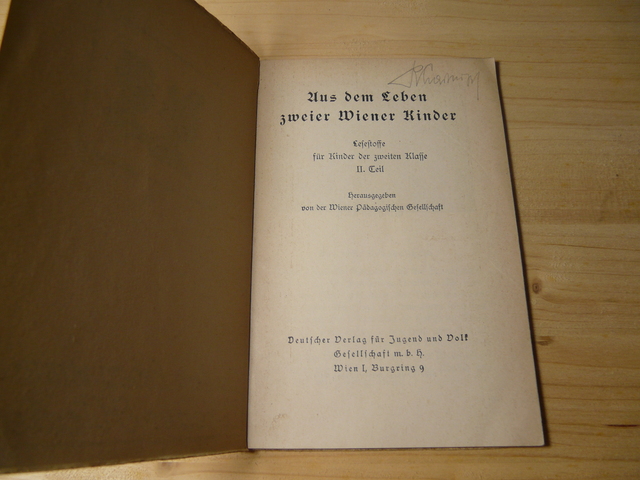 Aus dem Leben
zweier Wiener Kinder
Lesestoffe
für Kinder der zweiten Klasse
II. Teil
Herausgegeben
von der Wiener Pädagogischen Gesellschaft
Deutscher Verlag für Jugend und Volk
Gesellschaft m. b. H.
Wien I, Burgring 9